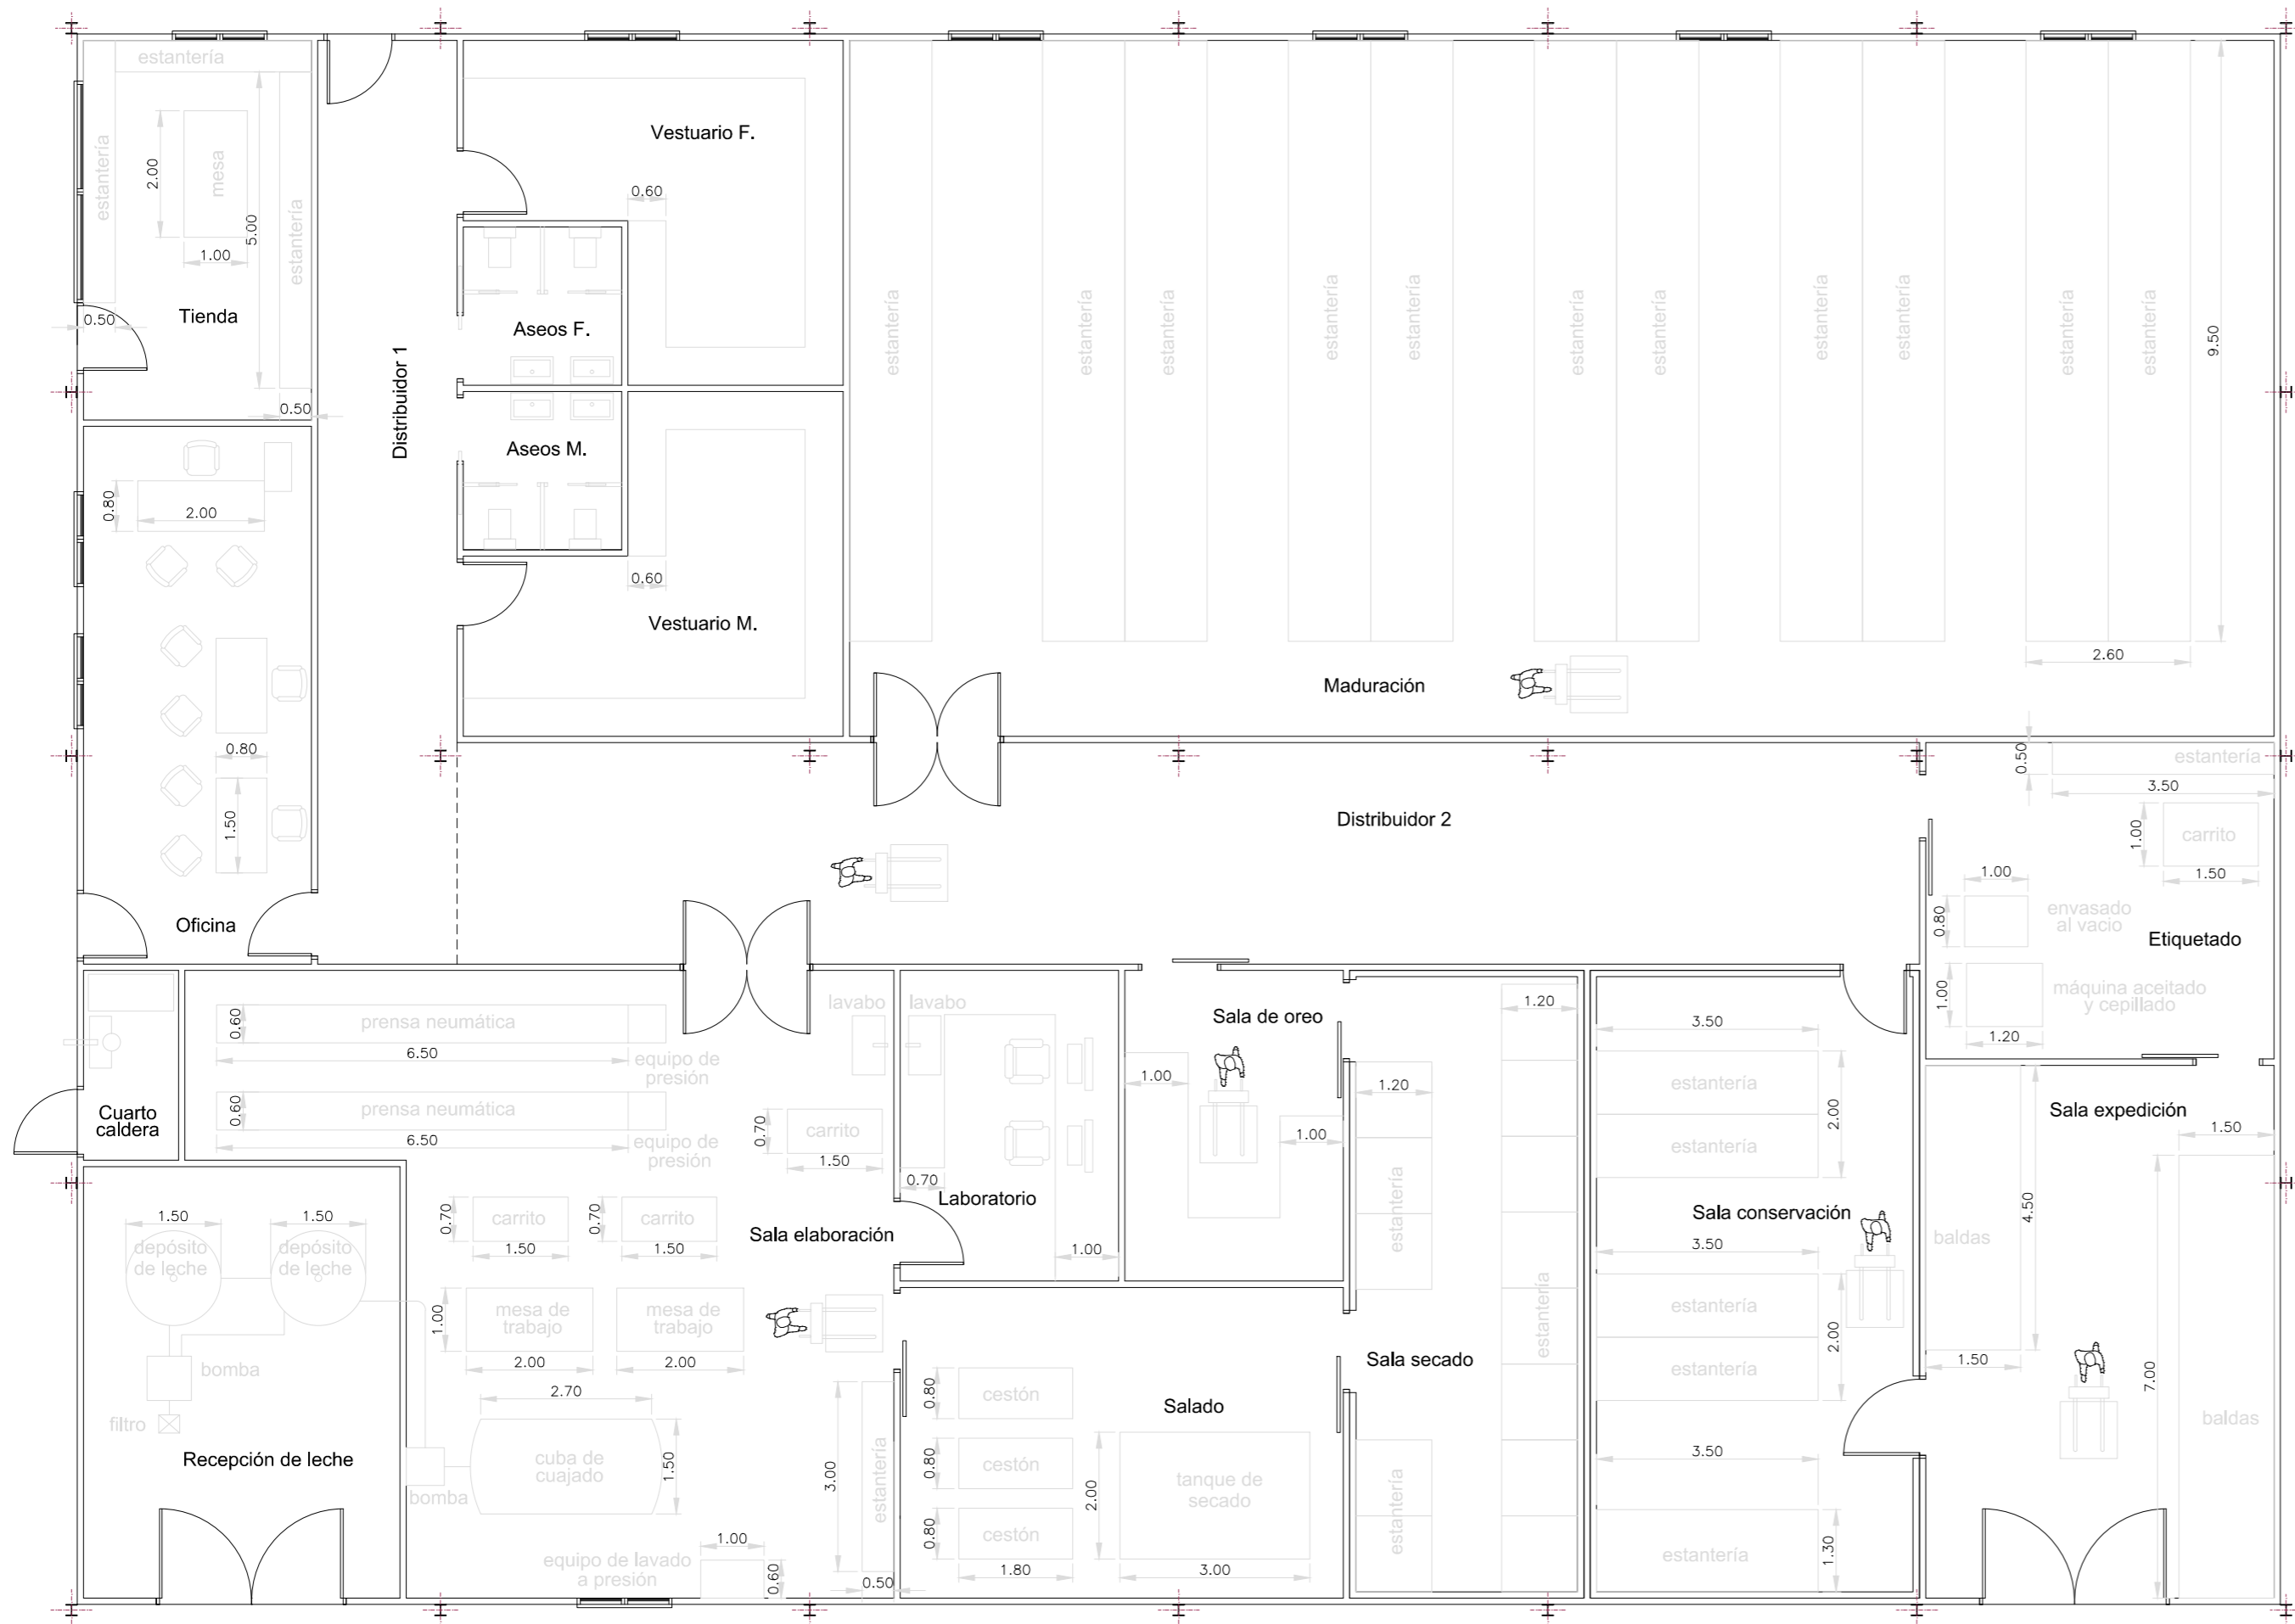 estantería
estantería
mesa
2.00
1.00
5.00
estantería
Tienda
0.50
0.50
Distribuidor 1
Vestuario F.
0.60
Aseos F.
Aseos M.
0.60
Vestuario M.
estantería
estantería
estantería
estantería
estantería
estantería
estantería
estantería
estantería
estantería
estantería
9.50
2.60
Maduración
0.80
2.00
0.80
1.50
Oficina
Distribuidor 2
0.50
estantería
3.50
1.00
carrito
1.50
1.00
0.80
envasado
al vacio
Etiquetado
1.00
máquina aceitado
y cepillado
1.20
Cuarto
caldera
0.60
prensa neumática
6.50
equipo de
presión
0.60
prensa neumática
6.50
equipo de
presión
lavabo
0.70
carrito
1.50
0.70
carrito
1.50
0.70
carrito
1.50
Sala elaboración
1.00
mesa de
trabajo
2.00
mesa de
trabajo
2.00
2.70
cuba de
cuajado
1.50
bomba
3.00
estantería
0.50
equipo de lavado
a presión
1.00
0.60
1.50
depósito
de leche
1.50
depósito
de leche
bomba
filtro
Recepción de leche
lavabo
0.70
Laboratorio
1.00
Sala de oreo
1.00
1.00
0.80
cestón
0.80
cestón
0.80
cestón
1.80
Salado
2.00
tanque de
secado
3.00
1.20
1.20
estantería
estantería
Sala secado
estantería
3.50
estantería
estantería
2.00
Sala conservación
3.50
estantería
estantería
2.00
3.50
estantería
1.30
Sala expedición
1.50
4.50
baldas
1.50
7.00
baldas